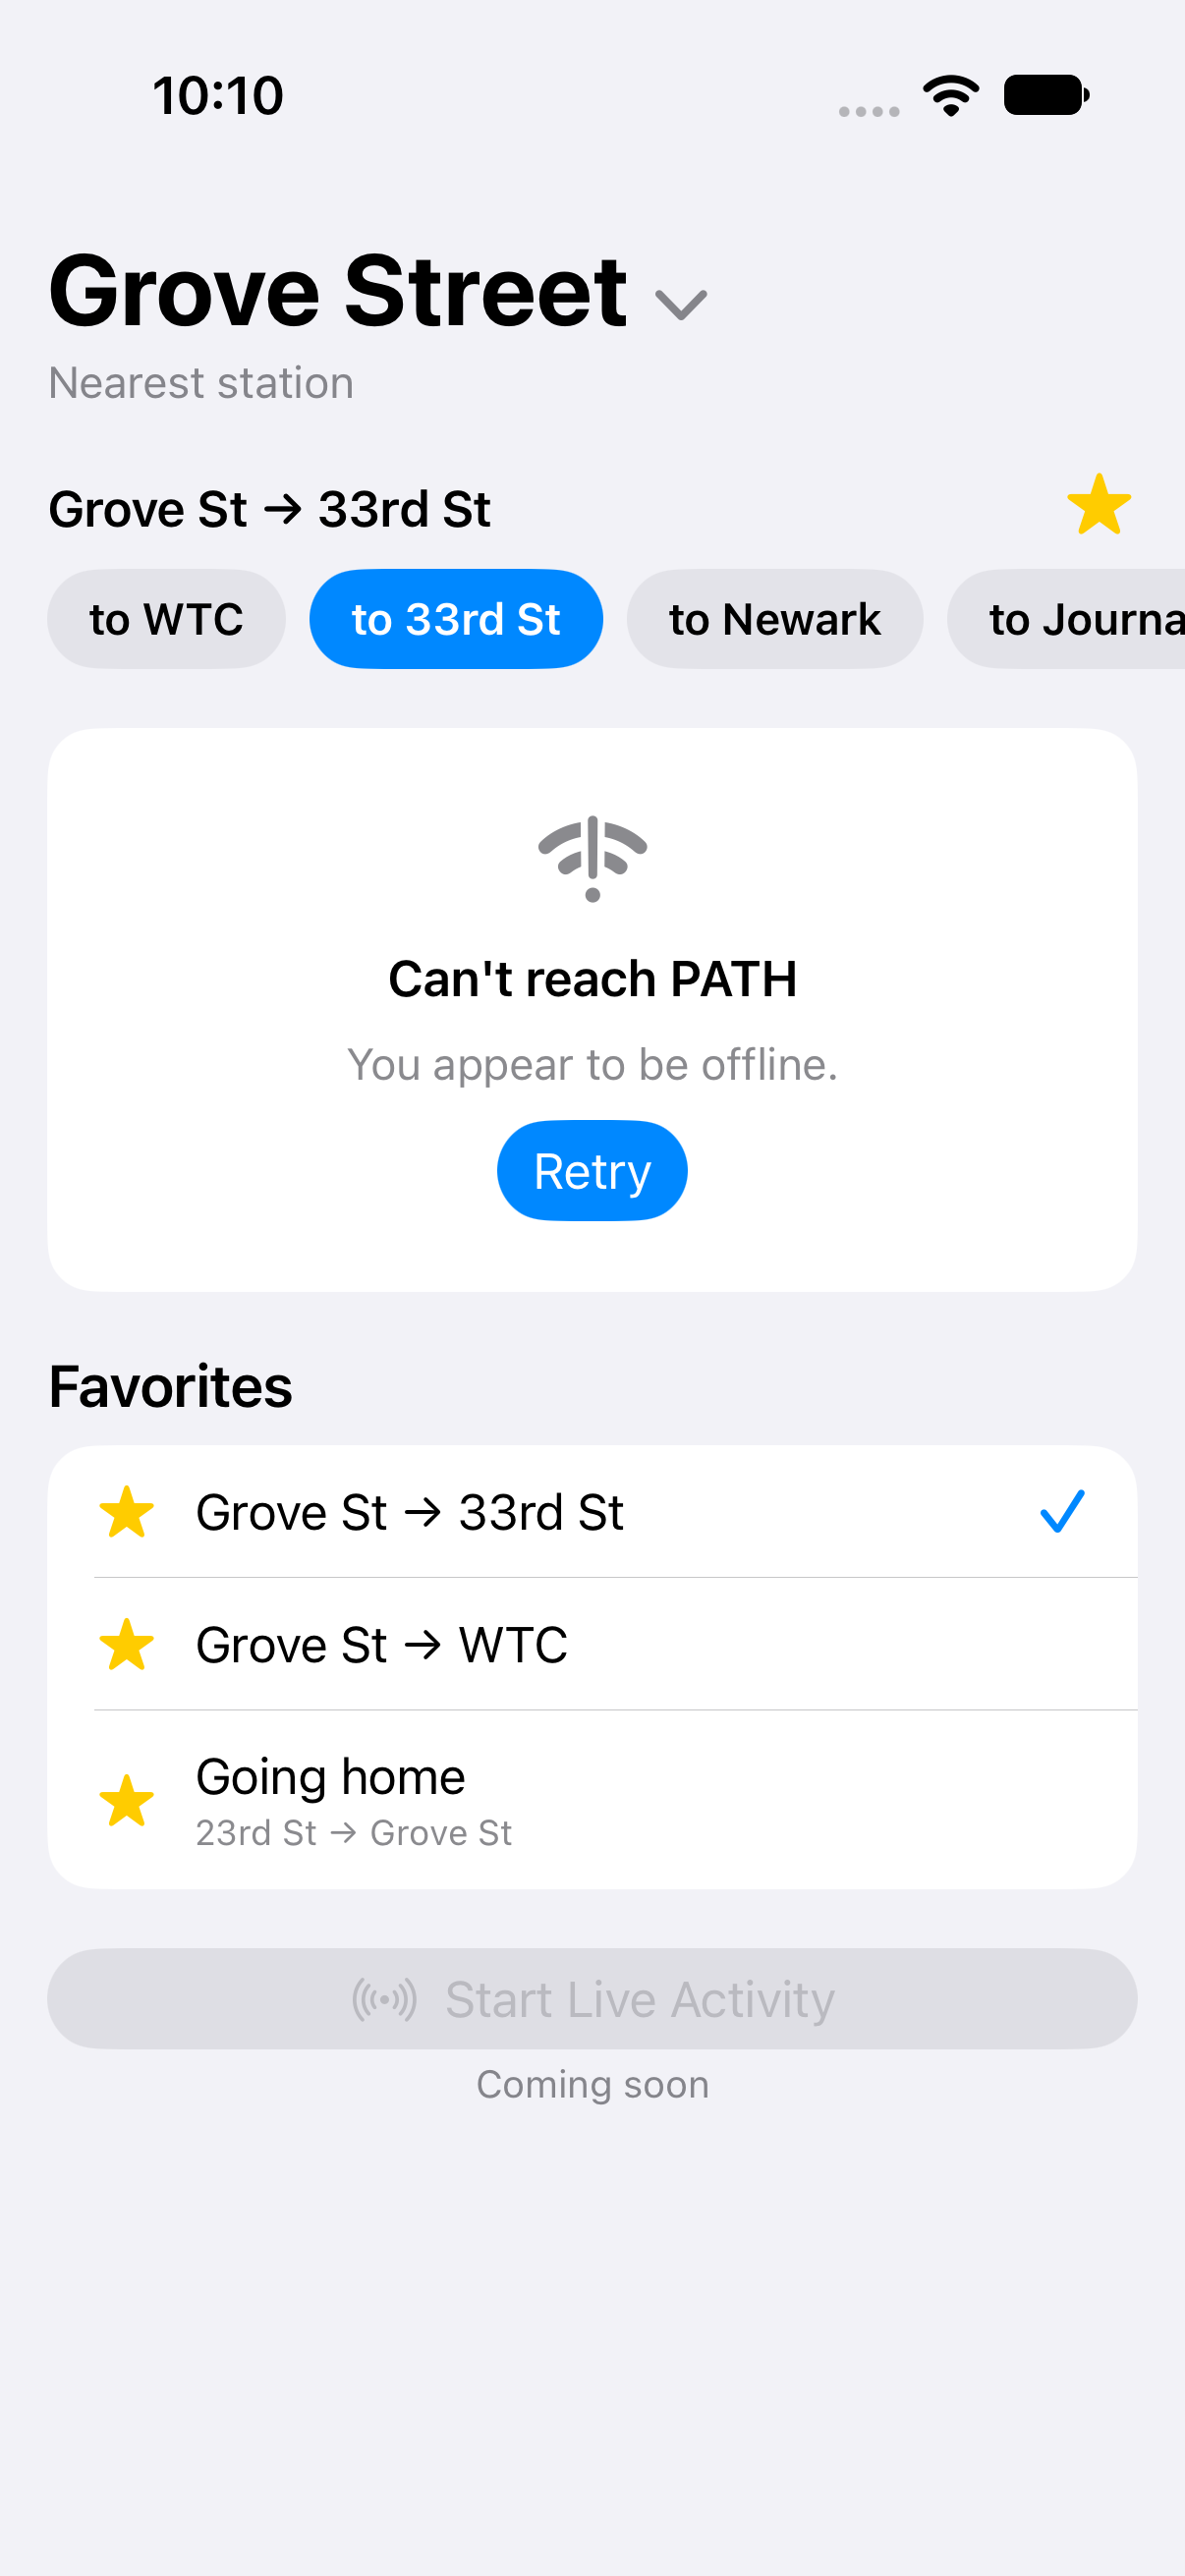 10:10
Grove Street
Nearest station
Grove St → 33rd St
to WTC
to 33rd St
to Newark
to Journa
Can't reach PATH
You appear to be offline.
Retry
Favorites
Grove St → 33rd St
Grove St → WTC
Going home
23rd St → Grove St
Start Live Activity
Coming soon